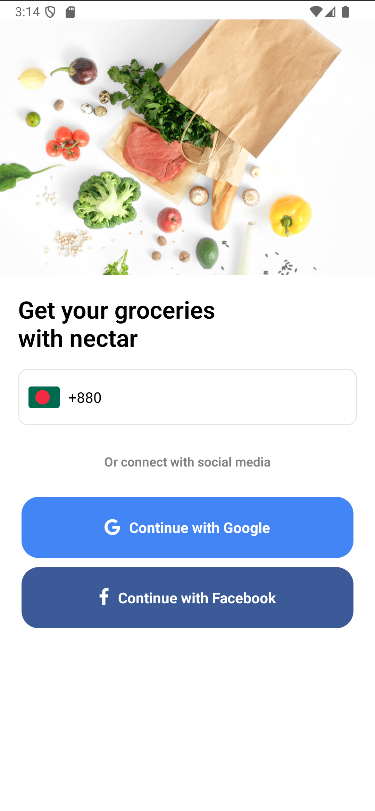 3:14
Get your groceries
with nectar
+880
Or connect with social media
Continue with Google
Continue with Facebook